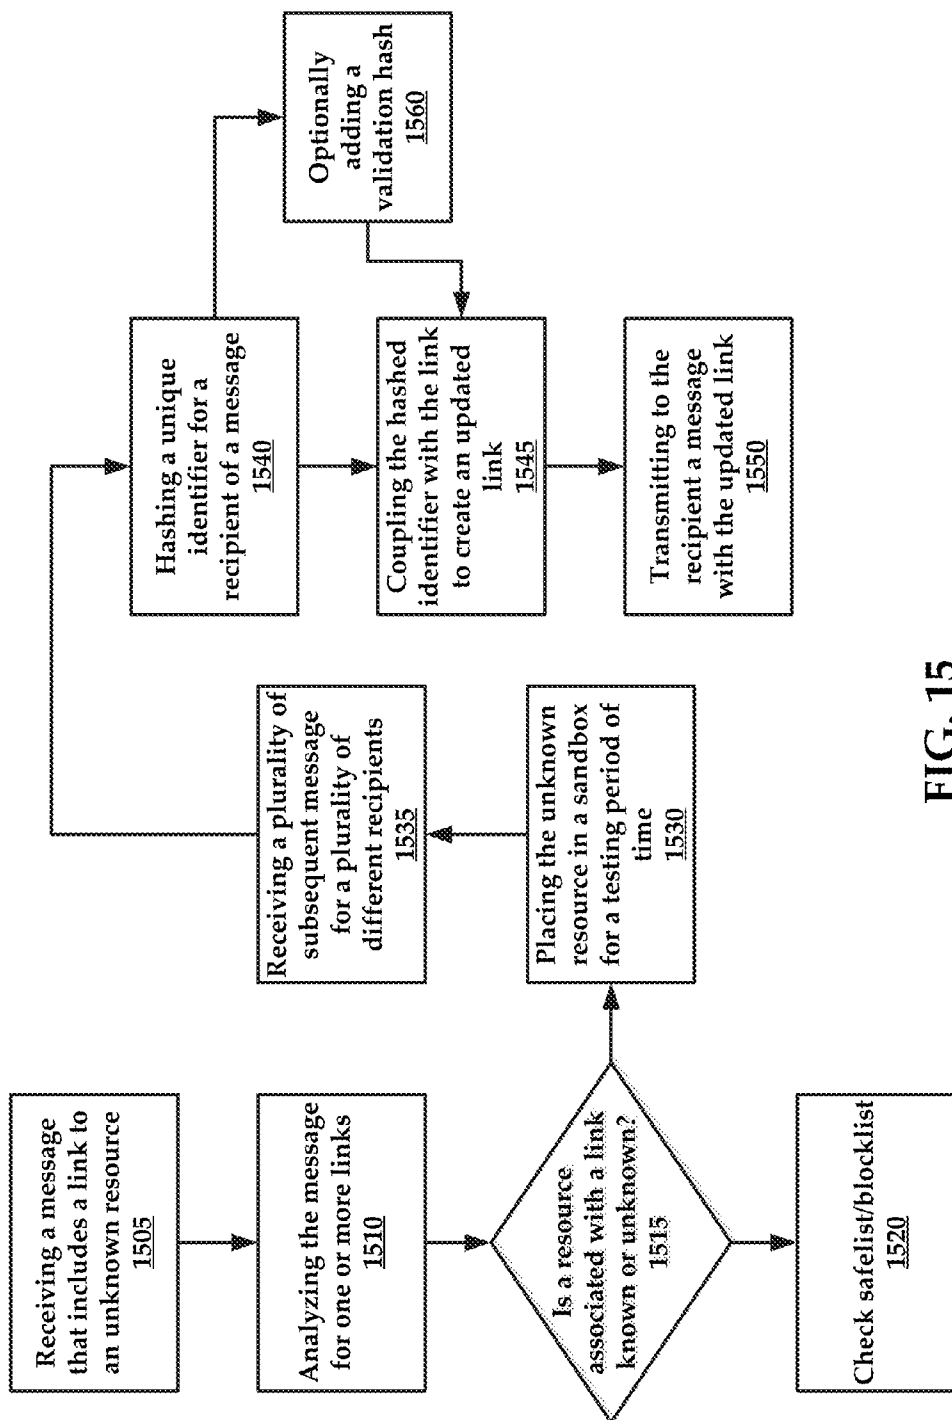 Receiving a message
that includes a link to
an unknown resource
1505
Analyzing the message
for one or more links
1510
Is a resource
associated with a link
known or unknown?
1515
Check safelist/blocklist
1520
Placing the unknown
resource in a sandbox
for a testing period of
time
1530
Receiving a plurality of
subsequent message
for a plurality of
different recipients
1535
Hashing a unique
identifier for a
recipient of a message
1540
Optionally
adding a
validation hash
1560
Coupling the hashed
identifier with the link
to create an updated
link
1545
Transmitting to the
recipient a message
with the updated link
1550
FIG. 15